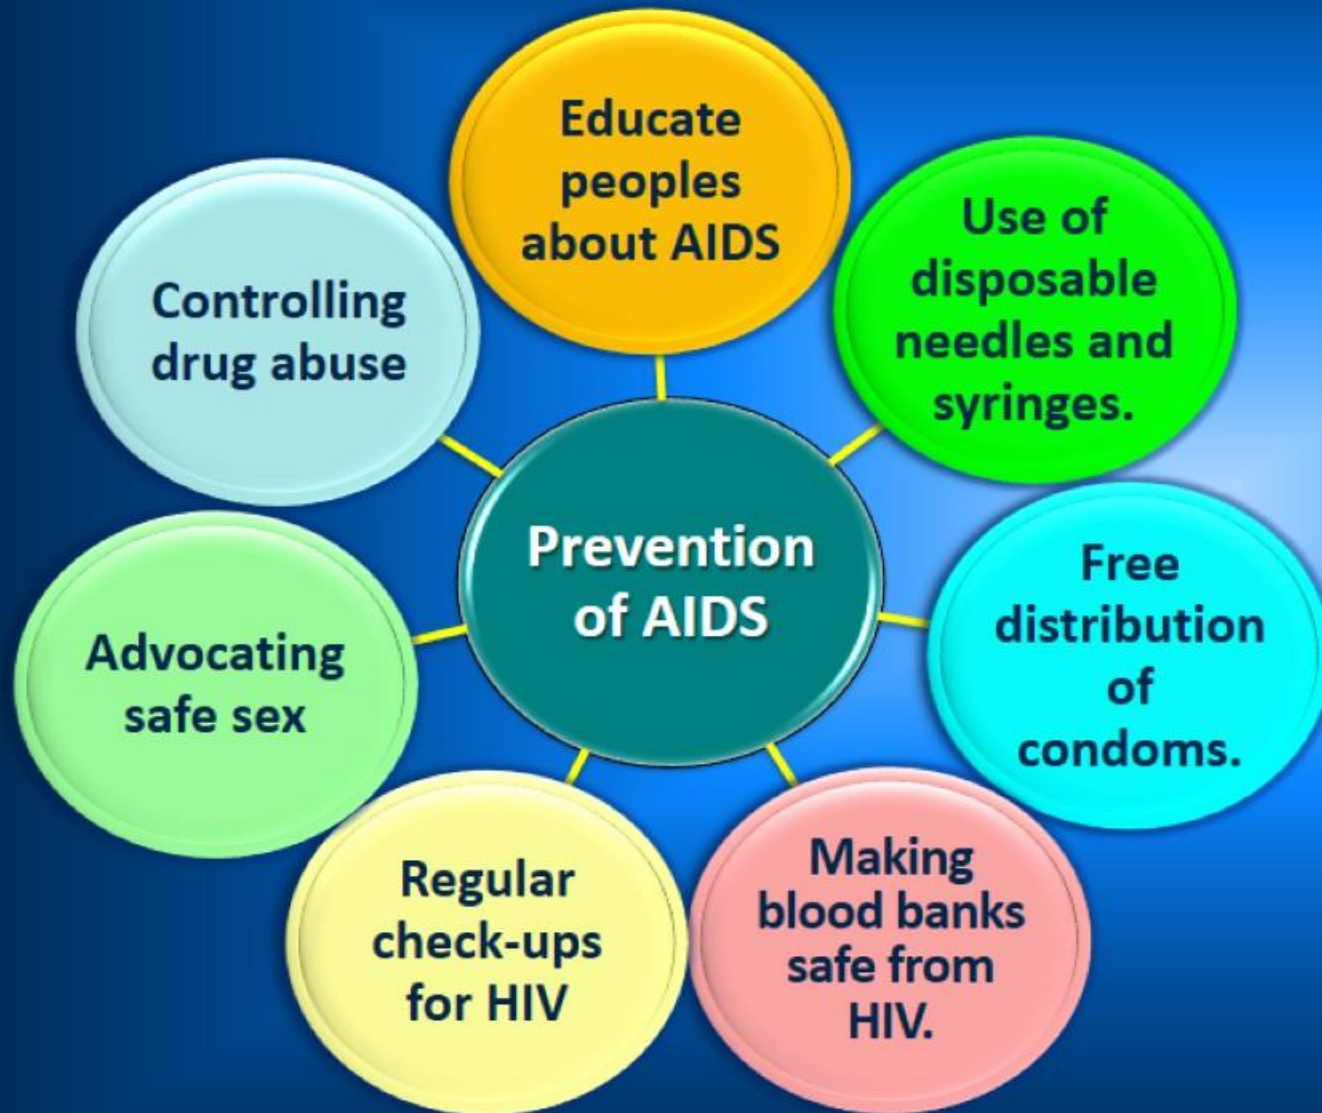 Educate
peoples
about AIDS
Use of
disposable
needles and
syringes.
Free
distribution
of
condoms.
Making
blood banks
safe from
HIV.
Regular
check-ups
for HIV
Advocating
safe sex
Controlling
drug abuse
Prevention
of AIDS